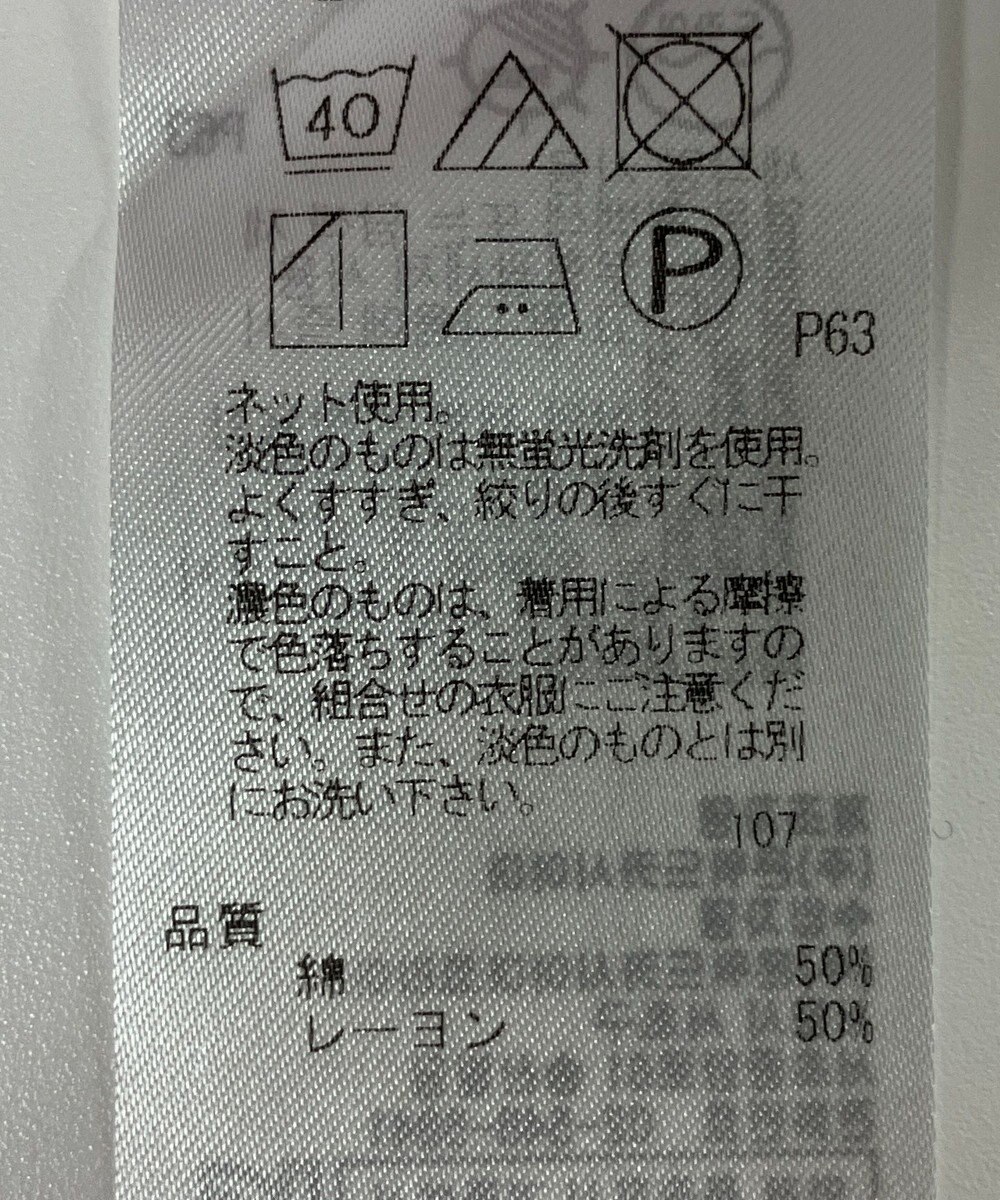 40
P
P63
ネット使用。
淡色のものは無蛍光洗剤を使用。
よくすすぎ、絞りの後すぐに干
すこと。
濃色のものは、着用による摩擦
で色落ちすることがありますの
で、組合せの衣服にご注意くだ
さい。また、淡色のものとは別
にお洗い下さい。
107
品質
綿 50%
レーヨン 50%